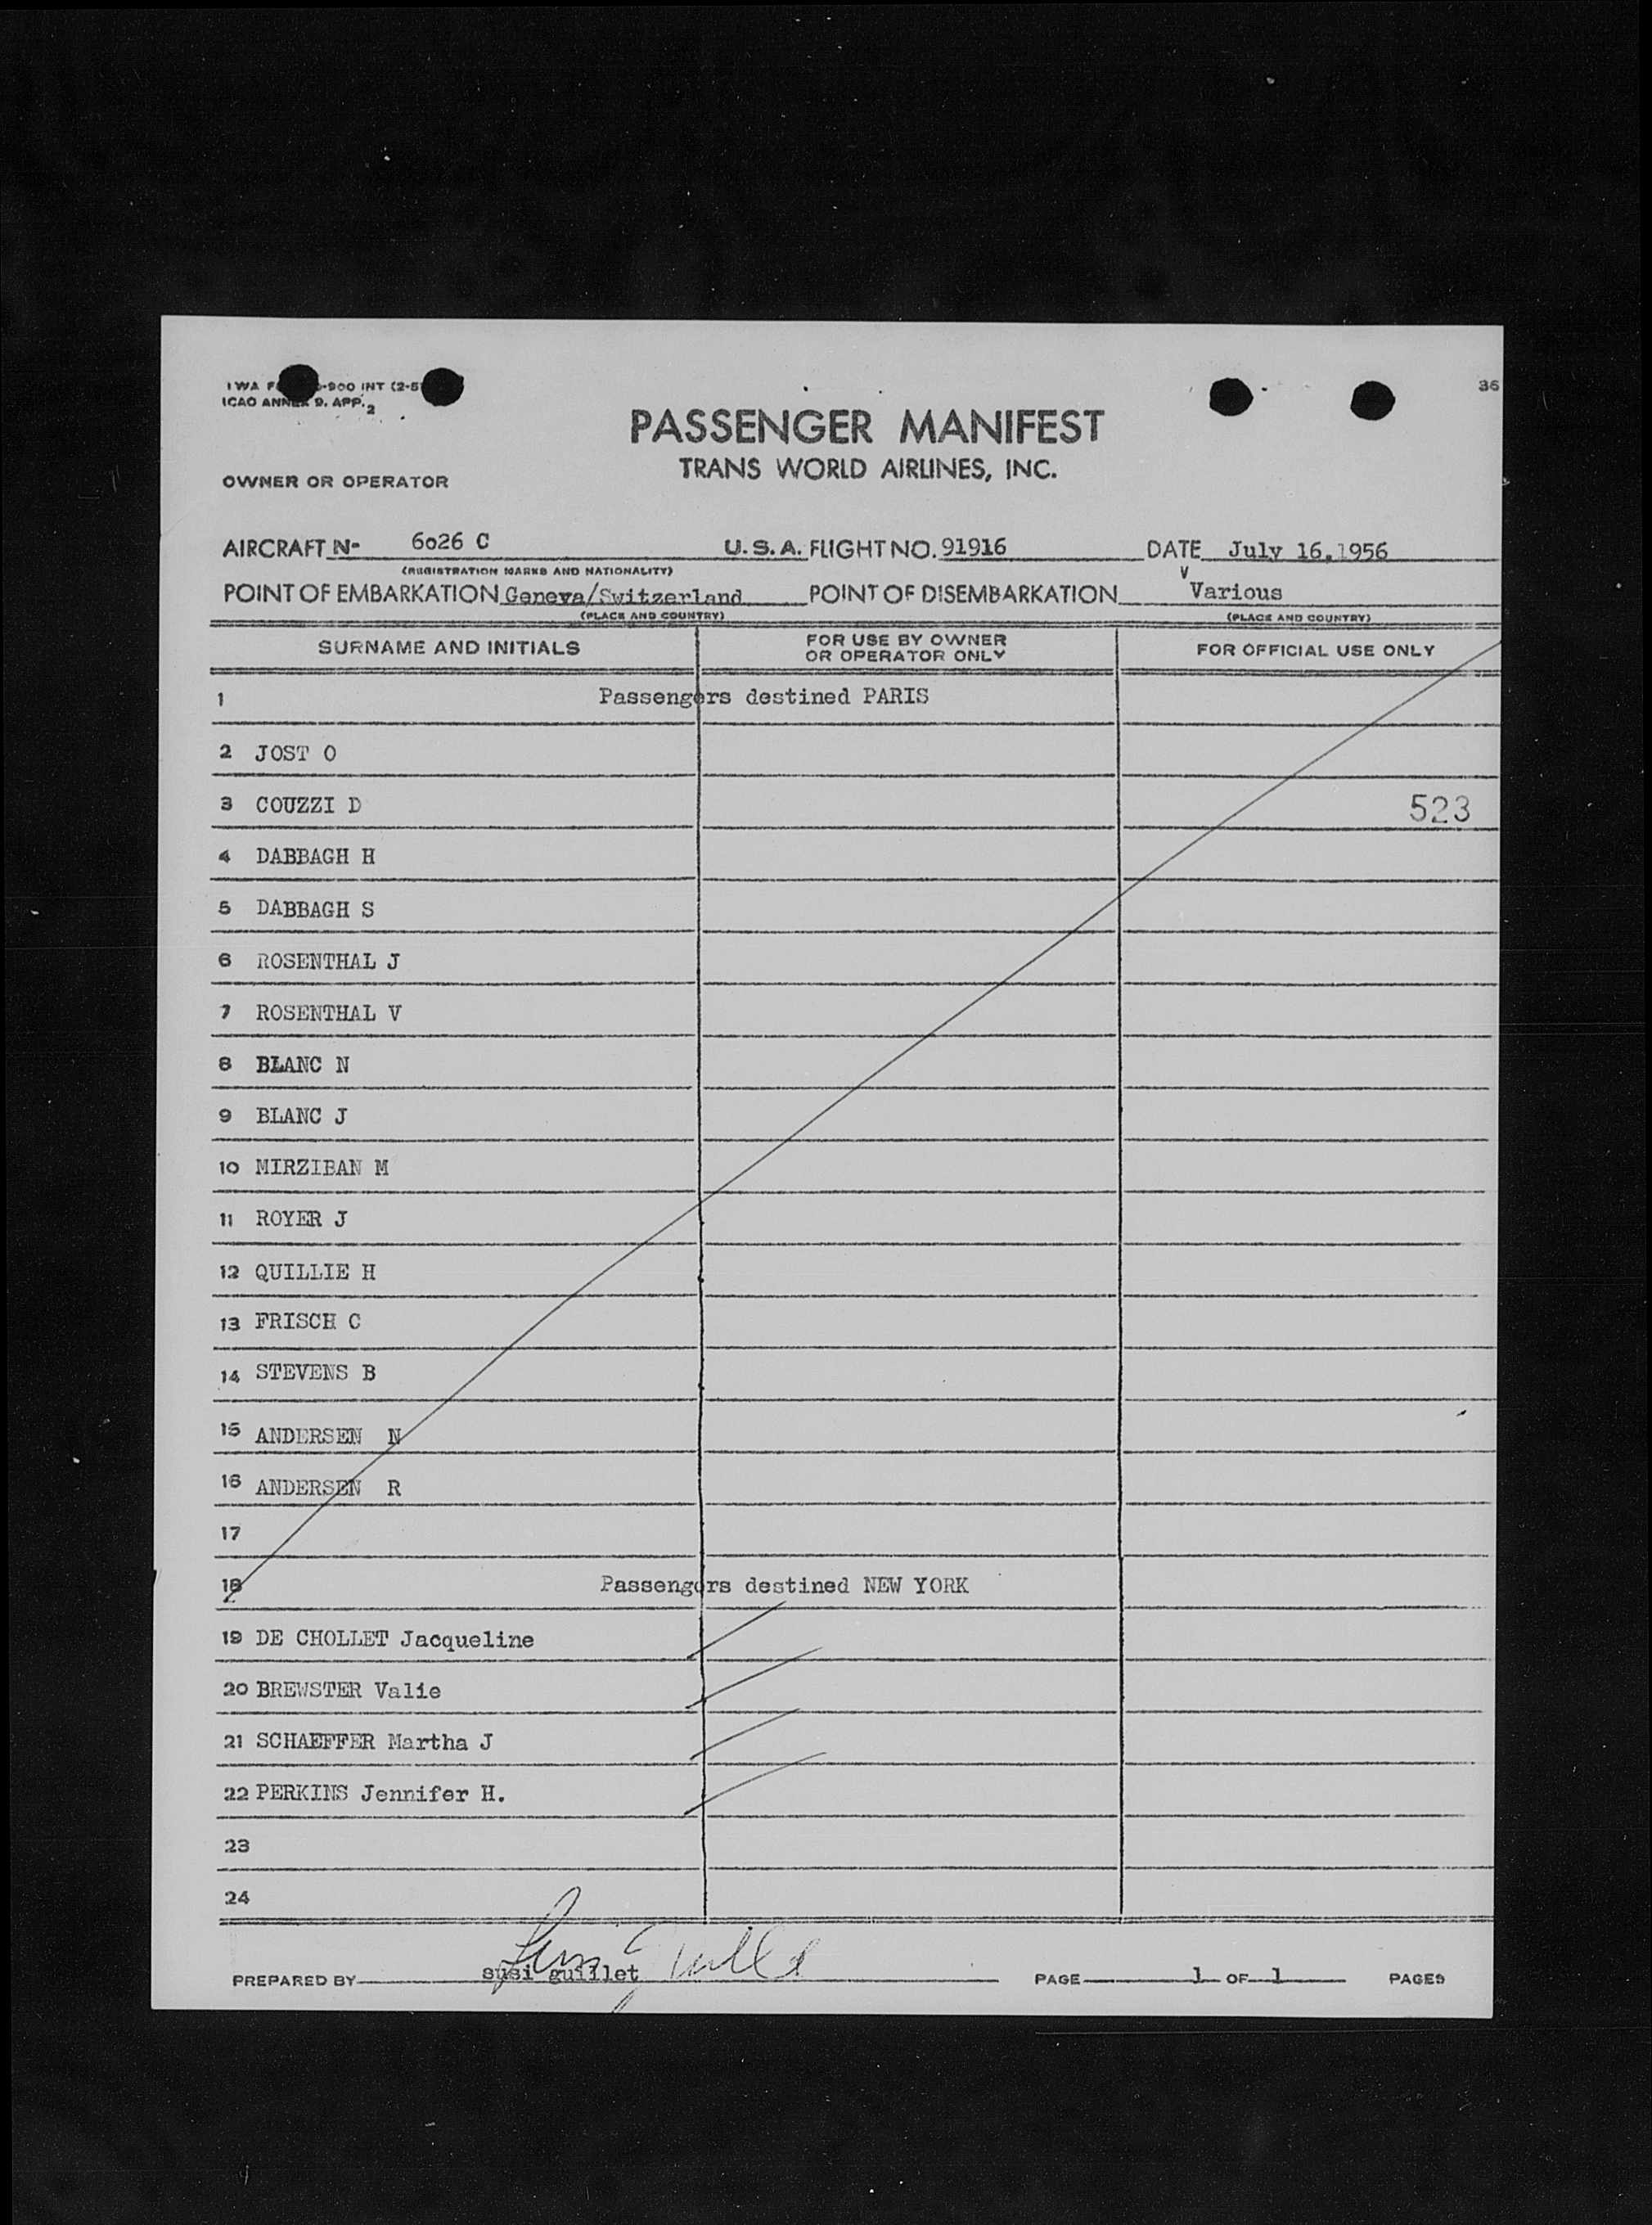 36
ICAO ANNEX 9. APP. 2
PASSENGER MANIFEST
TRANS WORLD AIRLINES, INC.
OWNER OR OPERATOR
AIRCRAFT N- 6026 C U.S.A. FLIGHT NO. 91916 DATE July 16,1956
(REGISTRATION MARKS AND NATIONALITY)
POINT OF EMBARKATION Geneva/Switzerland POINT OF DISEMBARKATION Various
(PLACE AND COUNTRY) (PLACE AND COUNTRY)
SURNAME AND INITIALS FOR USE BY OWNER OR OPERATOR ONLY FOR OFFICIAL USE ONLY
1 Passengers destined PARIS
2 JOST O
3 COUZZI D 523
4 DABBAGH H
5 DABBAGH S
6 ROSENTHAL J
7 ROSENTHAL V
8 BLANC N
9 BLANC J
10 MIRZIBAN M
11 ROYER J
12 QUILLIE H
13 FRISCH C
14 STEVENS B
15 ANDERSEN N
16 ANDERSEN R
17
18 Passengers destined NEW YORK
19 DE CHOLLET Jacqueline
20 BREWSTER Valie
21 SCHAEFFER Martha J
22 PERKINS Jennifer H.
23
24
PREPARED BY susi guillet PAGE 1 OF 1 PAGES